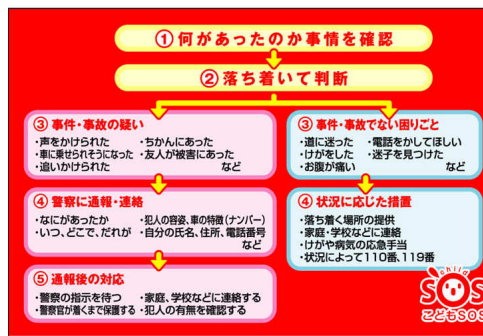 ①何があったのか事情を確認
②落ち着いて判断
③事件・事故の疑い
・声をかけられた ・ちかんにあった
・車に乗せられそうになった ・友人が被害にあった
・追いかけられた など
③事件・事故でない困りごと
・道に迷った ・電話をかしてほしい
・けがをした ・迷子を見つけた
・お腹が痛い など
④警察に通報・連絡
・なにがあったか ・犯人の容姿、車の特徴(ナンバー)
・いつ、どこで、だれが ・自分の氏名、住所、電話番号
など
④状況に応じた措置
・落ち着く場所の提供
・家庭・学校などに連絡
・けがや病気の応急手当
・状況によって110番、119番
⑤通報後の対応
・警察の指示を待つ ・家庭、学校などに連絡する
・警察官が着くまで保護する ・犯人の有無を確認する
child
SOS
こどもSOS